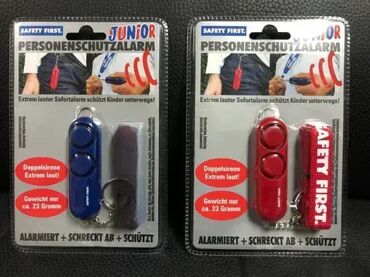 SAFETY FIRST.
JUNIOR
PERSONENSCHUTZALARM
Extrem lauter Sofortalarm schützt Kinder unterwegs!
Doppelsirene
Extrem laut!
Gewicht nur
ca. 23 Gramm
ALARMIERT + SCHRECKT AB + SCHÜTZT
SAFETY FIRST.
JUNIOR
PERSONENSCHUTZALARM
Extrem lauter Sofortalarm schützt Kinder unterwegs!
Doppelsirene
Extrem laut!
Gewicht nur
ca. 23 Gramm
SAFETY FIRST.
ALARMIERT + SCHRECKT AB + SCHÜTZT